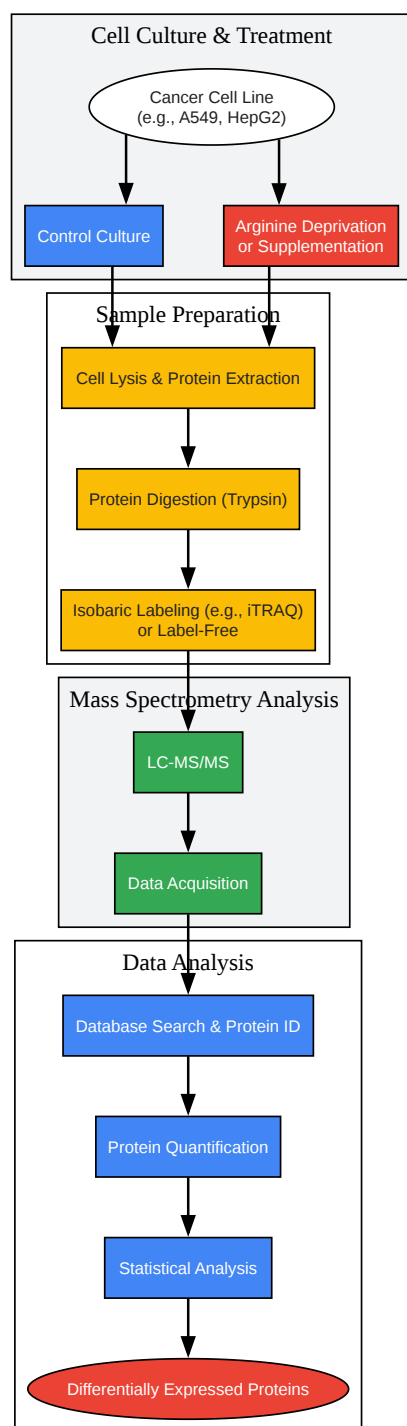 Cell Culture & Treatment
Cancer Cell Line
(e.g., A549, HepG2)
Control Culture
Arginine Deprivation
or Supplementation
Sample Preparation
Cell Lysis & Protein Extraction
Protein Digestion (Trypsin)
Isobaric Labeling (e.g., iTRAQ)
or Label-Free
Mass Spectrometry Analysis
LC-MS/MS
Data Acquisition
Data Analysis
Database Search & Protein ID
Protein Quantification
Statistical Analysis
Differentially Expressed Proteins